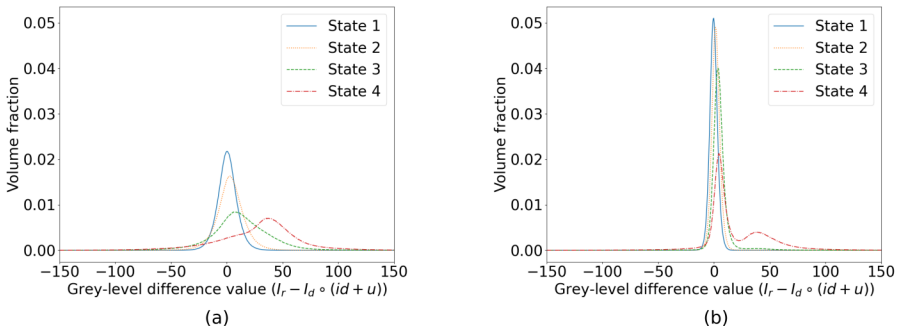 0.05
0.04
0.03
0.02
0.01
0.00
Volume fraction
State 1
State 2
State 3
State 4
−150 −100 −50 0 50 100 150
Grey-level difference value (I_r − I_d ∘ (id + u))
(a)
0.05
0.04
0.03
0.02
0.01
0.00
Volume fraction
State 1
State 2
State 3
State 4
−150 −100 −50 0 50 100 150
Grey-level difference value (I_r − I_d ∘ (id + u))
(b)